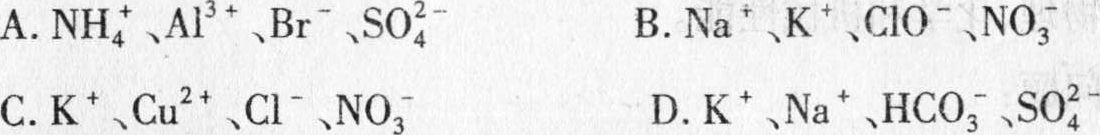 A. NH₄⁺、Al³⁺、Br⁻、SO₄²⁻ B. Na⁺、K⁺、ClO⁻、NO₃⁻
C. K⁺、Cu²⁺、Cl⁻、NO₃⁻ D. K⁺、Na⁺、HCO₃⁻、SO₄²⁻